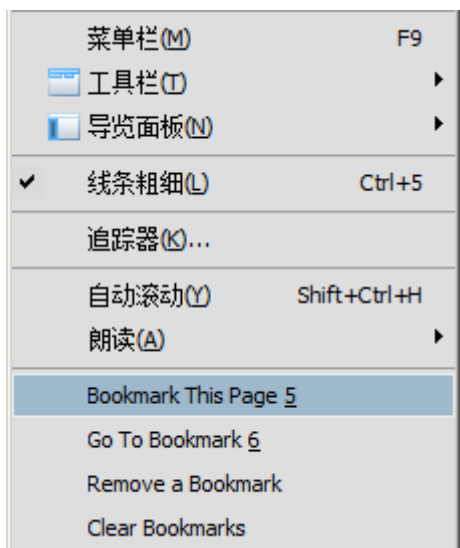 菜单栏(M) F9
工具栏(T)
导览面板(N)
线条粗细(L) Ctrl+5
追踪器(K)...
自动滚动(Y) Shift+Ctrl+H
朗读(A)
Bookmark This Page 5
Go To Bookmark 6
Remove a Bookmark
Clear Bookmarks